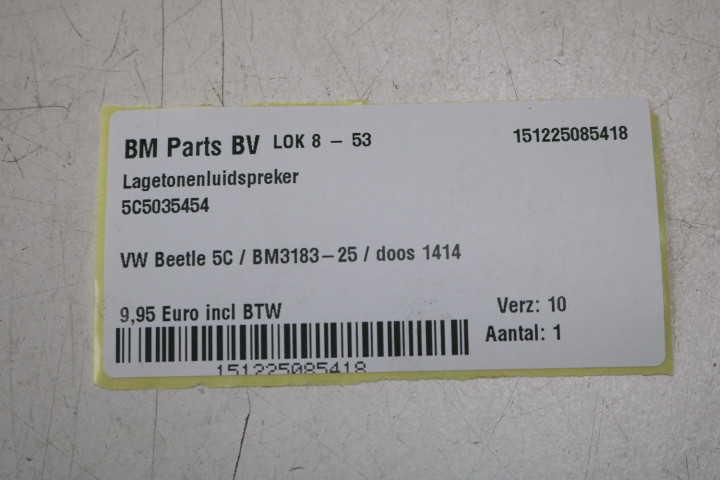 BM Parts BV LOK 8 - 53 151225085418
Lagetonenluidspreker
5C5035454
VW Beetle 5C / BM3183-25 / doos 1414
9,95 Euro incl BTW Verz: 10
Aantal: 1
151225085418